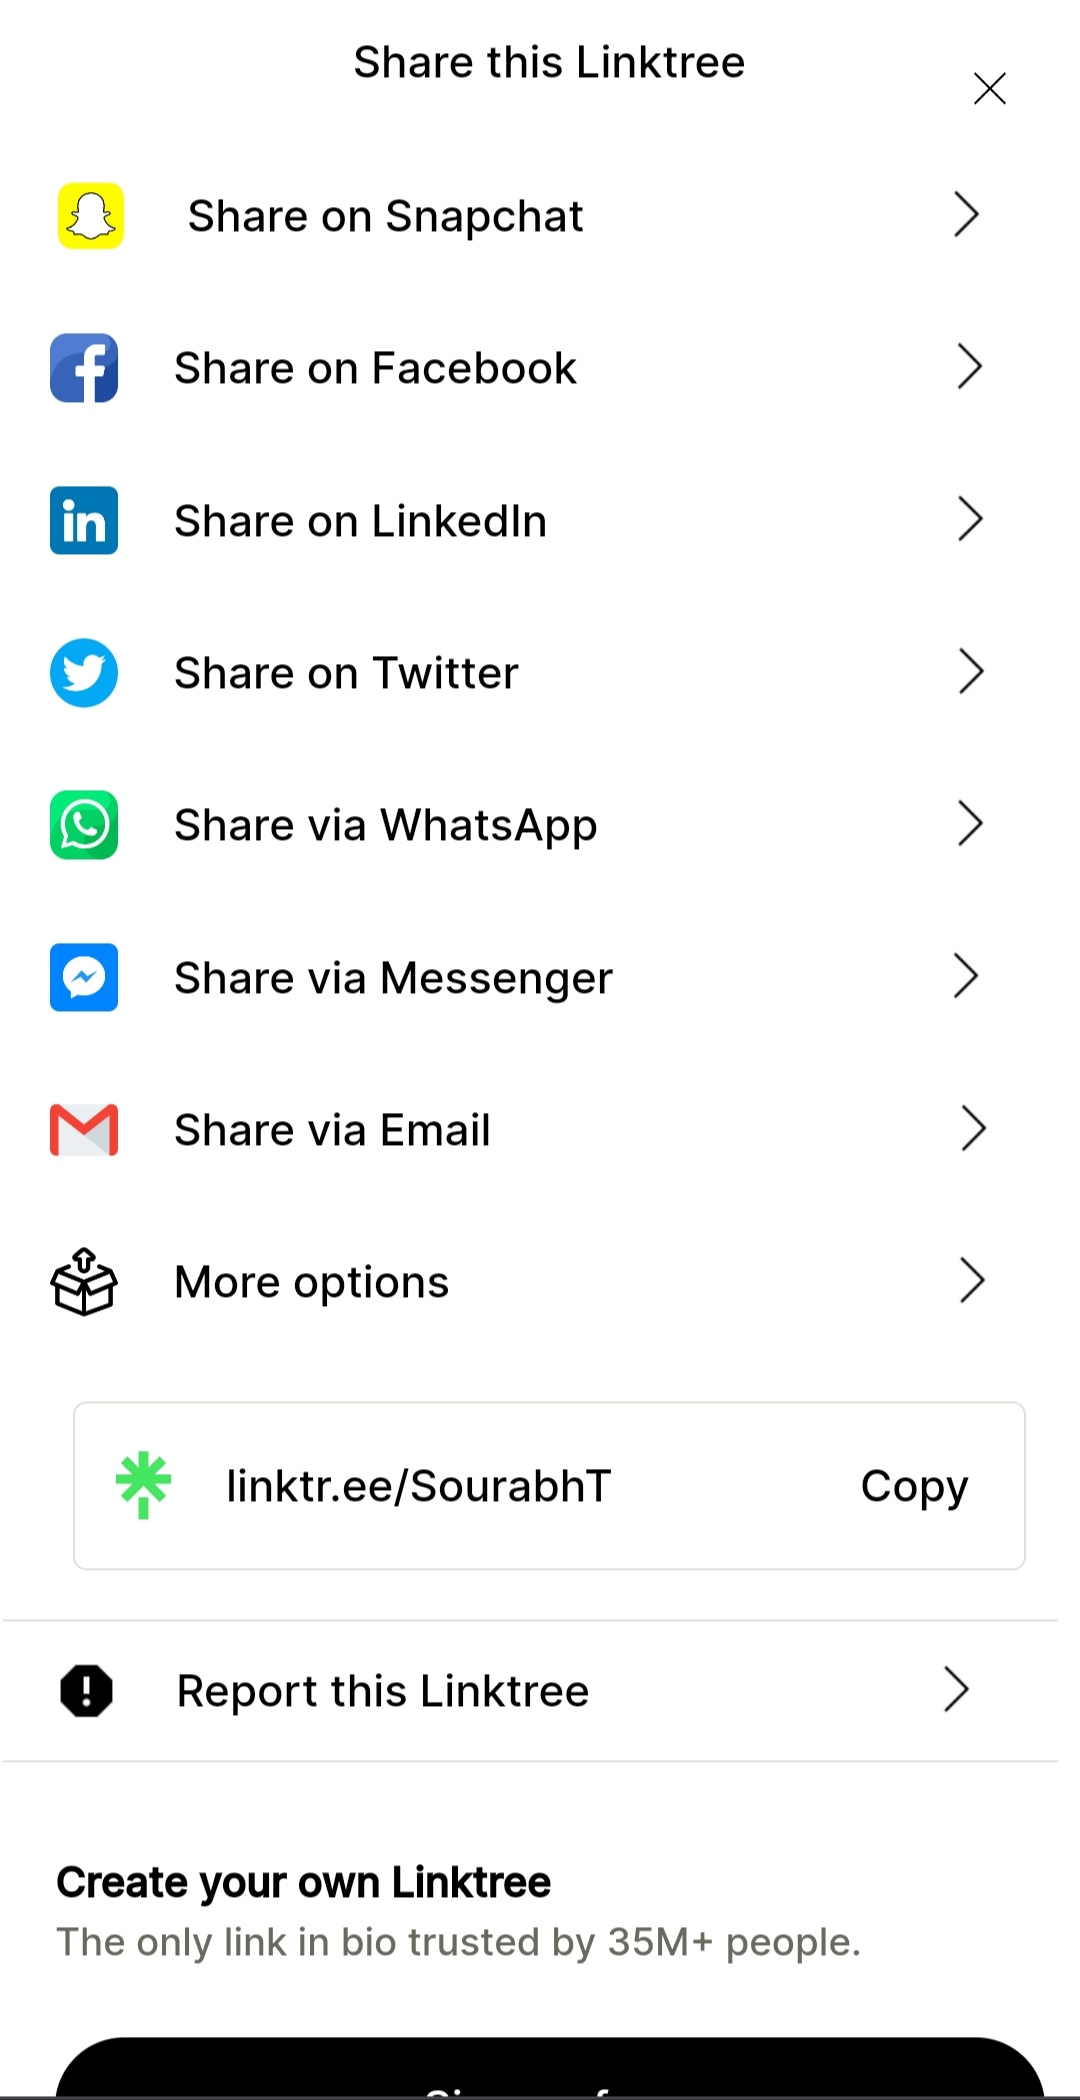 Share this Linktree
Share on Snapchat
Share on Facebook
Share on LinkedIn
Share on Twitter
Share via WhatsApp
Share via Messenger
Share via Email
More options
linktr.ee/SourabhT Copy
Report this Linktree
Create your own Linktree
The only link in bio trusted by 35M+ people.